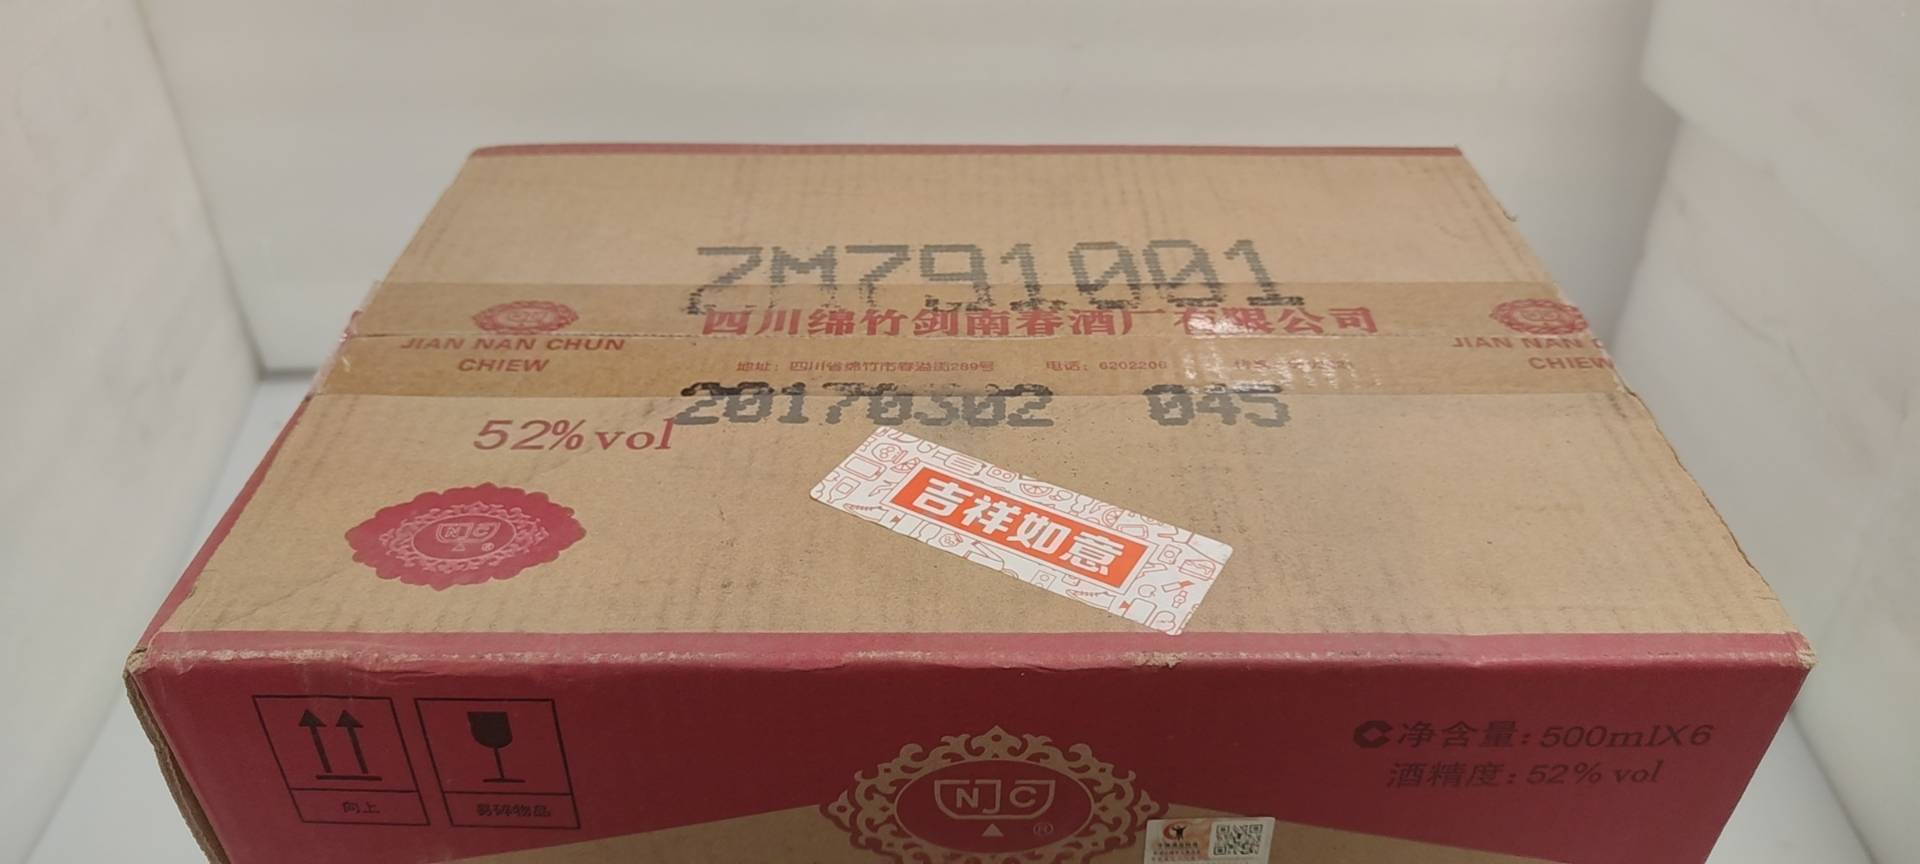 ZM791001
四川绵竹剑南春酒厂有限公司
JIAN NAN CHUN
CHIEW
JIAN NAN
CHIEW
地址：四川省绵竹市春溢街289号 电话：6202206
20170302 045
52%vol
NJC
®
吉祥如意
向上
易碎物品
净含量：500mlX6
酒精度：52% vol
NJC
®